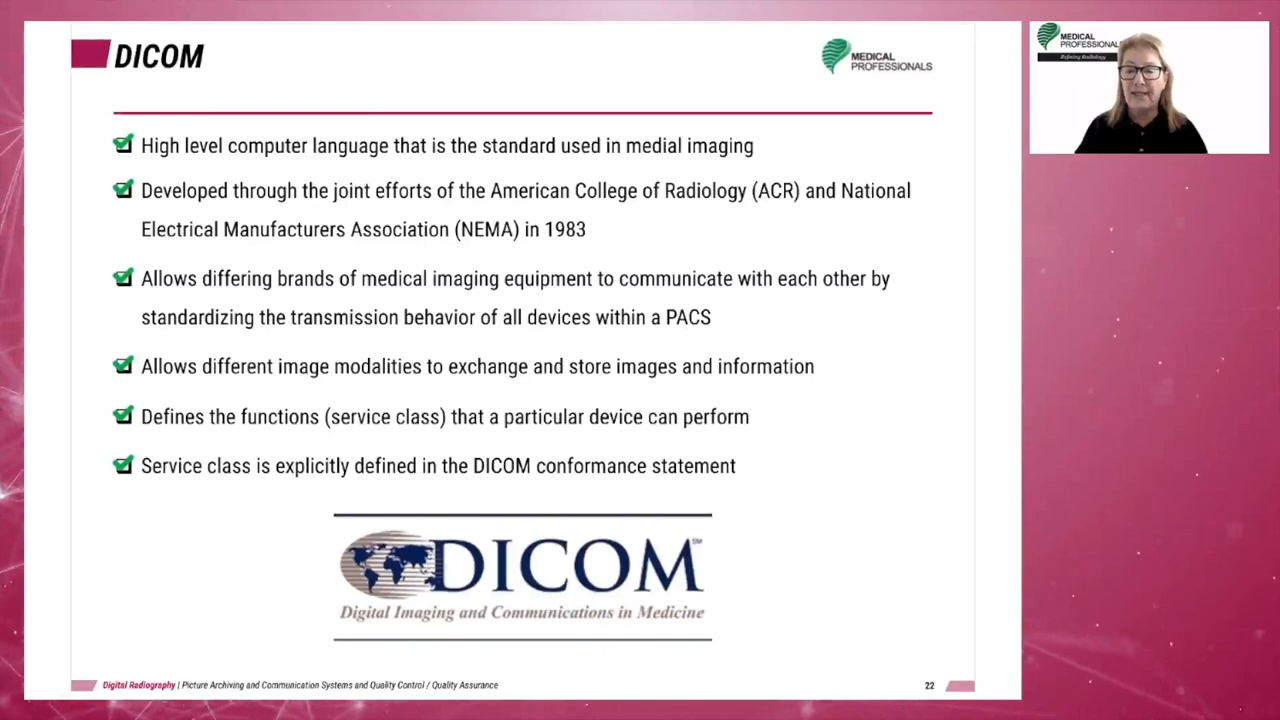 DICOM
MEDICAL
PROFESSIONALS
High level computer language that is the standard used in medial imaging
Developed through the joint efforts of the American College of Radiology (ACR) and National
Electrical Manufacturers Association (NEMA) in 1983
Allows differing brands of medical imaging equipment to communicate with each other by
standardizing the transmission behavior of all devices within a PACS
Allows different image modalities to exchange and store images and information
Defines the functions (service class) that a particular device can perform
Service class is explicitly defined in the DICOM conformance statement
DICOM SM
Digital Imaging and Communications in Medicine
Digital Radiography | Picture Archiving and Communication Systems and Quality Control / Quality Assurance
22
MEDICAL
PROFESSIONAL
Defining Radiology